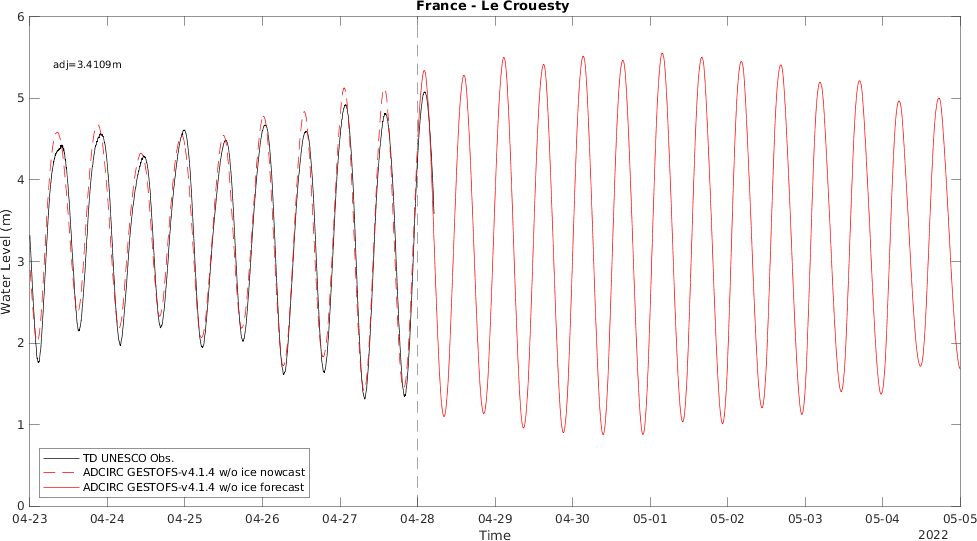 France - Le Crouesty
adj=3.4109m
Water Level (m)
6
5
4
3
2
1
0
TD UNESCO Obs.
ADCIRC GESTOFS-v4.1.4 w/o ice nowcast
ADCIRC GESTOFS-v4.1.4 w/o ice forecast
04-23 04-24 04-25 04-26 04-27 04-28 04-29 04-30 05-01 05-02 05-03 05-04 05-05
Time
2022